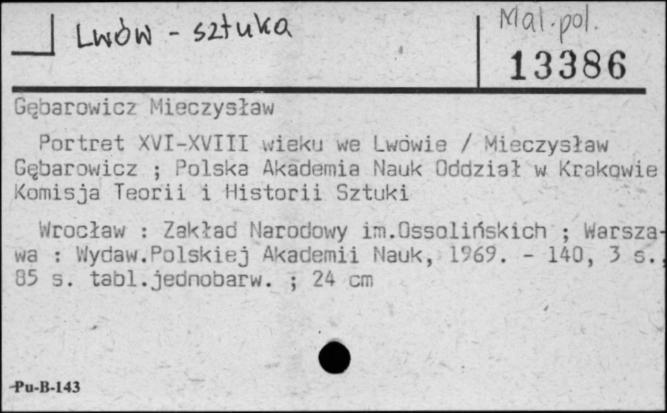 Lwów - sztuka
Mal. pol.
13386
Gębarowicz Mieczysław
Portret XVI-XVIII wieku we Lwowie / Mieczysław
Gębarowicz ; Polska Akademia Nauk Oddział w Krakowie
Komisja Teorii i Historii Sztuki
Wrocław : Zakład Narodowy im.Ossolińskich ; Warsza-
wa : Wydaw.Polskiej Akademii Nauk, 1969. - 140, 3 s.,
85 s. tabl.jednobarw. ; 24 cm
Pu-B-143